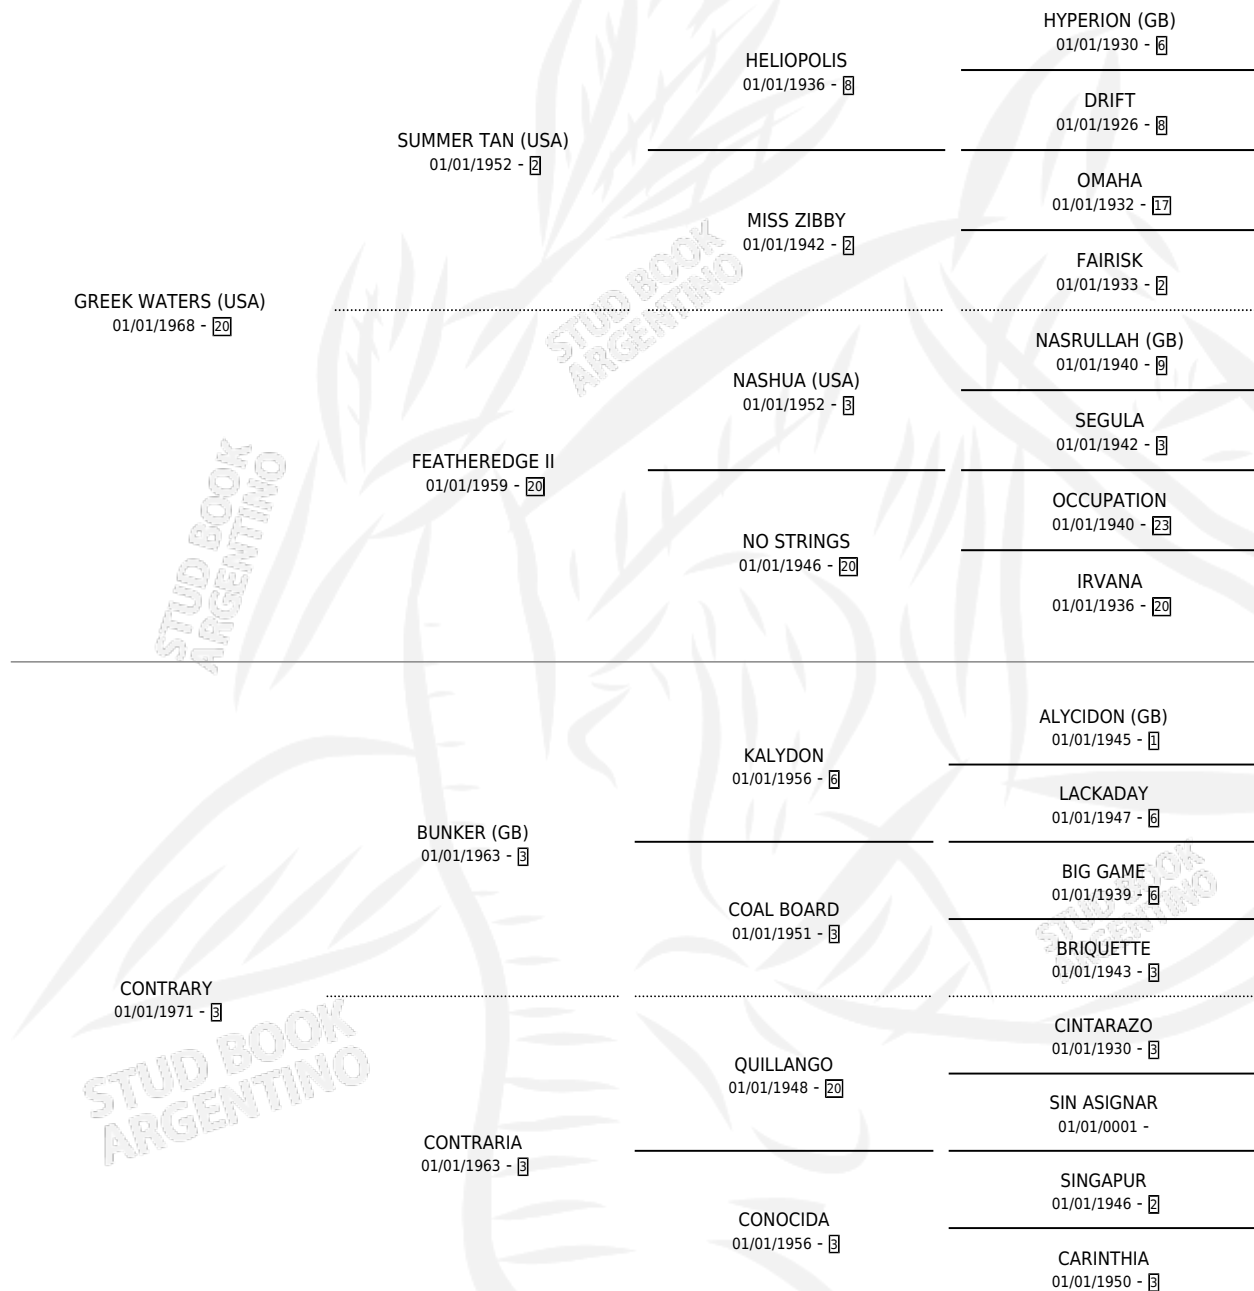 HYPERION (GB)
01/01/1930 - 6
HELIOPOLIS
01/01/1936 - 8
DRIFT
01/01/1926 - 8
SUMMER TAN (USA)
01/01/1952 - 2
OMAHA
01/01/1932 - 17
MISS ZIBBY
01/01/1942 - 2
FAIRISK
01/01/1933 - 2
GREEK WATERS (USA)
01/01/1968 - 20
STUD BOOK
ARGENTINO
NASRULLAH (GB)
01/01/1940 - 9
NASHUA (USA)
01/01/1952 - 3
SEGULA
01/01/1942 - 3
FEATHEREDGE II
01/01/1959 - 20
OCCUPATION
01/01/1940 - 23
NO STRINGS
01/01/1946 - 20
IRVANA
01/01/1936 - 20
STUD BOOK
ARGENTINO
ALYCIDON (GB)
01/01/1945 - 1
KALYDON
01/01/1956 - 6
LACKADAY
01/01/1947 - 6
BUNKER (GB)
01/01/1963 - 3
BIG GAME
01/01/1939 - 6
COAL BOARD
01/01/1951 - 3
STUD BOOK
ARGENTINO
BRIQUETTE
01/01/1943 - 3
CONTRARY
01/01/1971 - 3
CINTARAZO
01/01/1930 - 3
QUILLANGO
01/01/1948 - 20
STUD BOOK
ARGENTINO
SIN ASIGNAR
01/01/0001 -
CONTRARIA
01/01/1963 - 3
SINGAPUR
01/01/1946 - 2
CONOCIDA
01/01/1956 - 3
CARINTHIA
01/01/1950 - 3